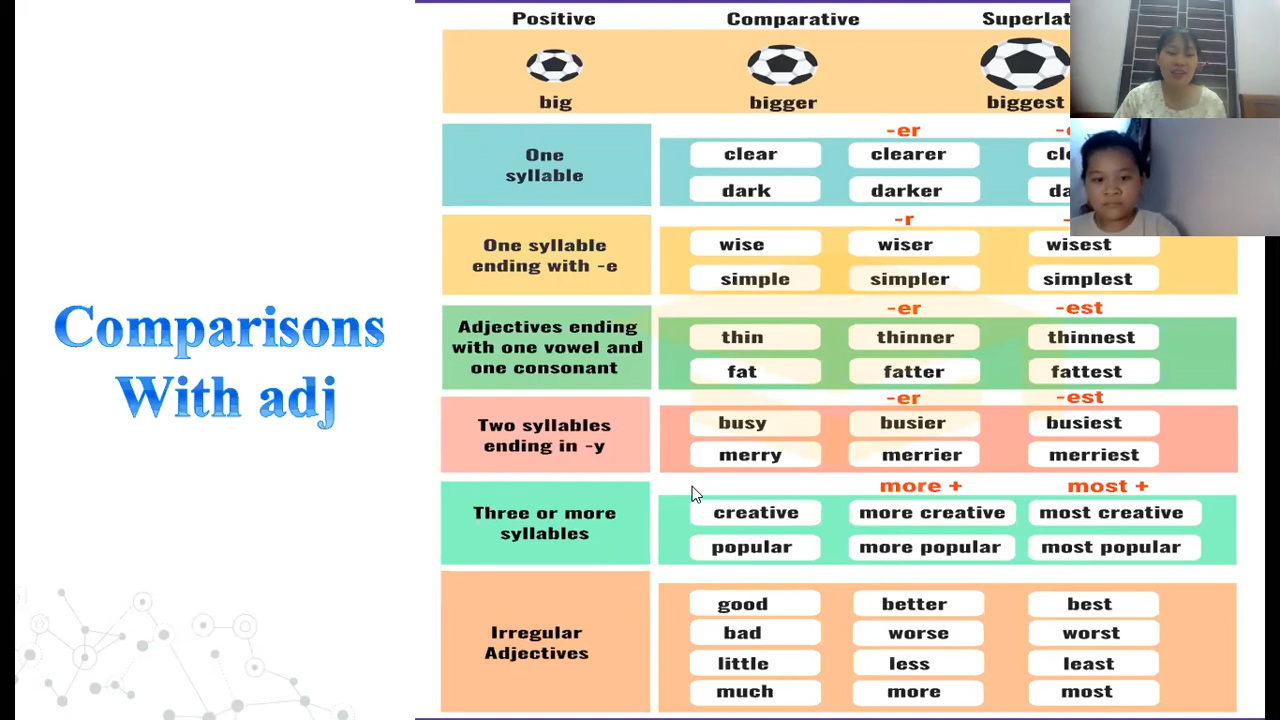 Comparisons
With adj
Positive Comparative
big bigger biggest
One
syllable
-er
clear clearer
dark darker
One syllable
ending with -e
-r
wise wiser wisest
simple simpler simplest
Adjectives ending
with one vowel and
one consonant
-er -est
thin thinner thinnest
fat fatter fattest
Two syllables
ending in -y
-er -est
busy busier busiest
merry merrier merriest
Three or more
syllables
more + most +
creative more creative most creative
popular more popular most popular
Irregular
Adjectives
good better best
bad worse worst
little less least
much more most